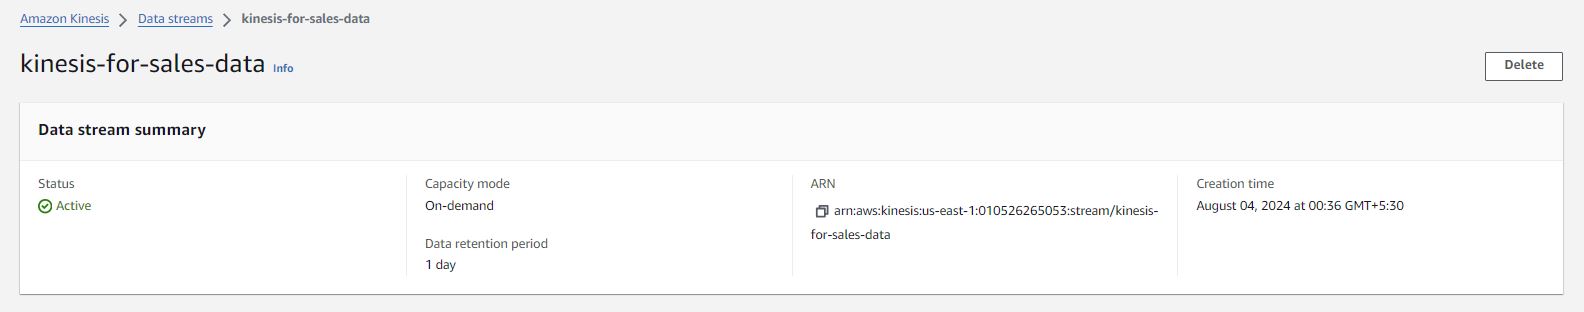 Amazon Kinesis > Data streams > kinesis-for-sales-data
kinesis-for-sales-data Info
Delete
Data stream summary
Status
Active
Capacity mode
On-demand
Data retention period
1 day
ARN
arn:aws:kinesis:us-east-1:010526265053:stream/kinesis-
for-sales-data
Creation time
August 04, 2024 at 00:36 GMT+5:30